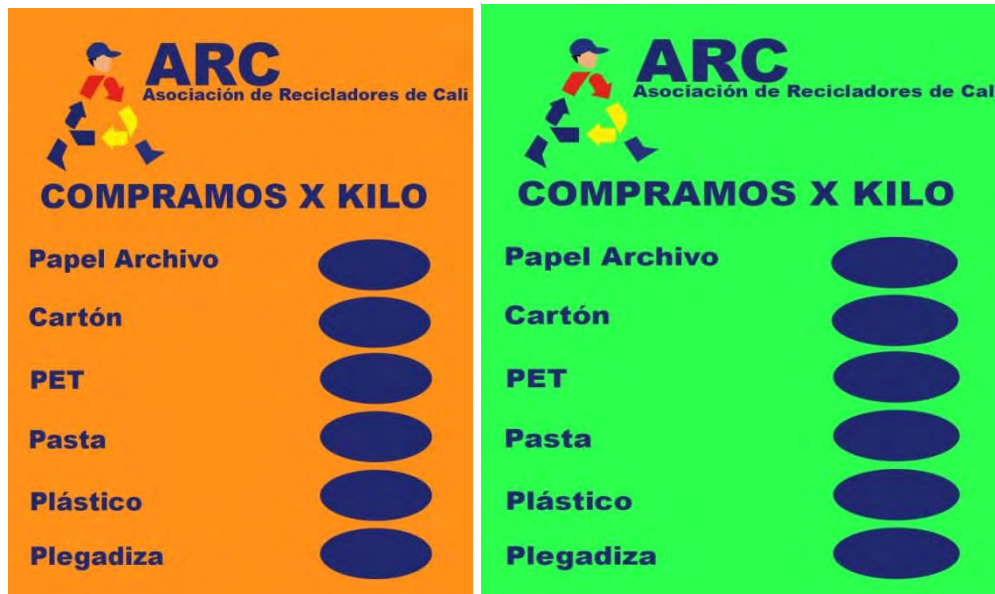 ARC
Asociación de Recicladores de Cali
COMPRAMOS X KILO
Papel Archivo
Cartón
PET
Pasta
Plástico
Plegadiza
ARC
Asociación de Recicladores de Cal
COMPRAMOS X KILO
Papel Archivo
Cartón
PET
Pasta
Plástico
Plegadiza